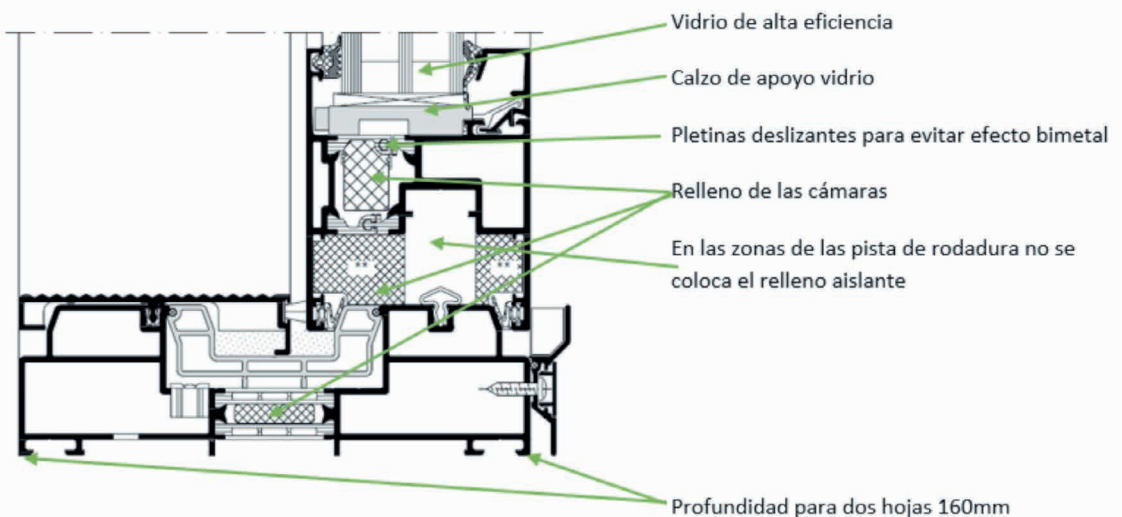 Vidrio de alta eficiencia
Calzo de apoyo vidrio
Pletinas deslizantes para evitar efecto bimetal
Relleno de las cámaras
En las zonas de las pista de rodadura no se
coloca el relleno aislante
**
**
Profundidad para dos hojas 160mm